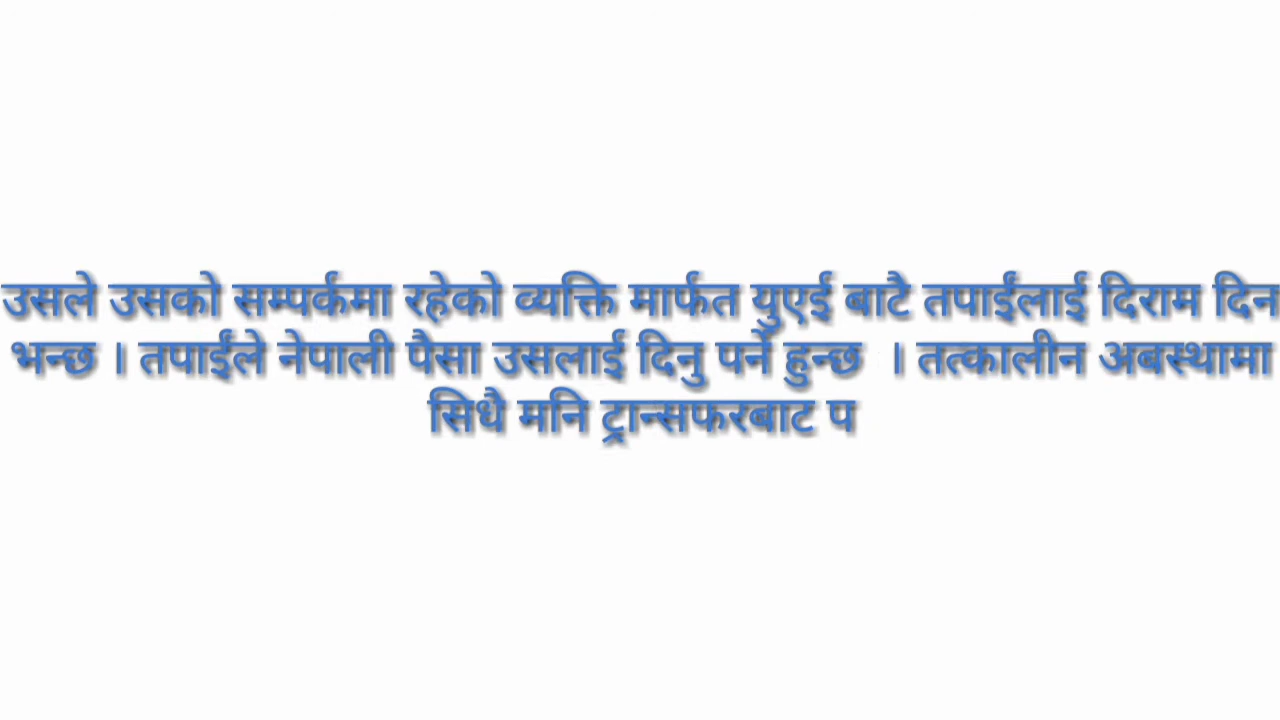 उसले उसको सम्पर्कमा रहेको व्यक्ति मार्फत युएई बाटै तपाईंलाई दिराम दिन
भन्छ । तपाईंले नेपाली पैसा उसलाई दिनु पर्ने हुन्छ । तत्कालीन अबस्थामा
सिधै मनि ट्रान्सफरबाट प